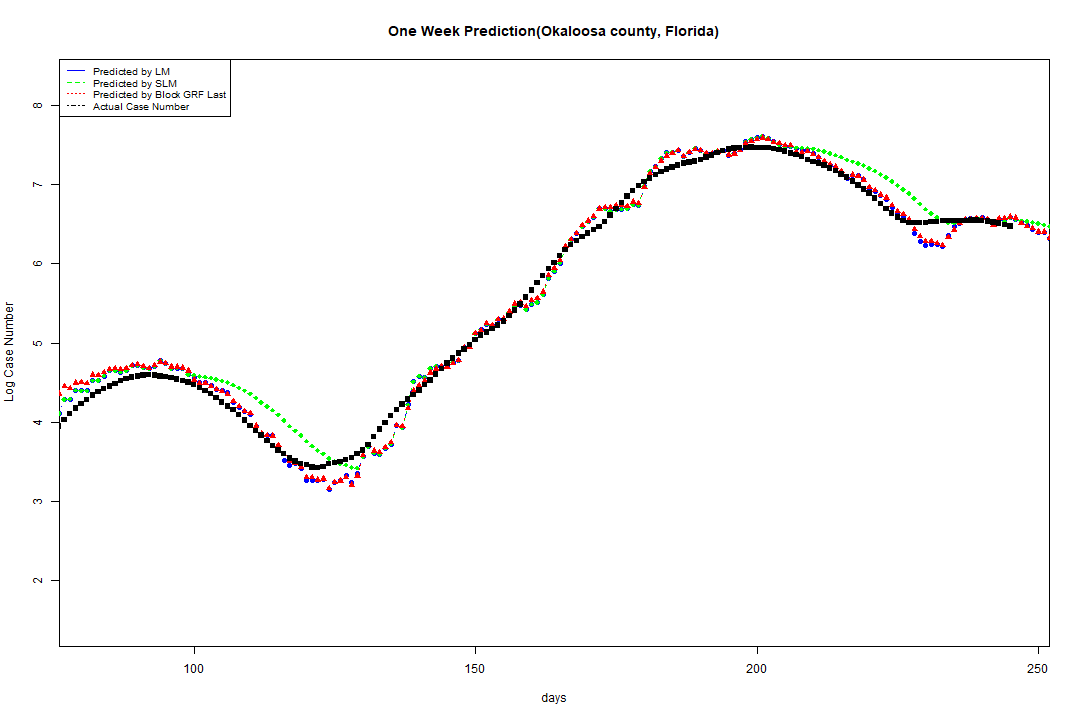 One Week Prediction(Okaloosa county, Florida)
Predicted by LM
Predicted by SLM
Predicted by Block GRF Last
Actual Case Number
8
7
6
5
4
3
2
Log Case Number
100
150
200
250
days